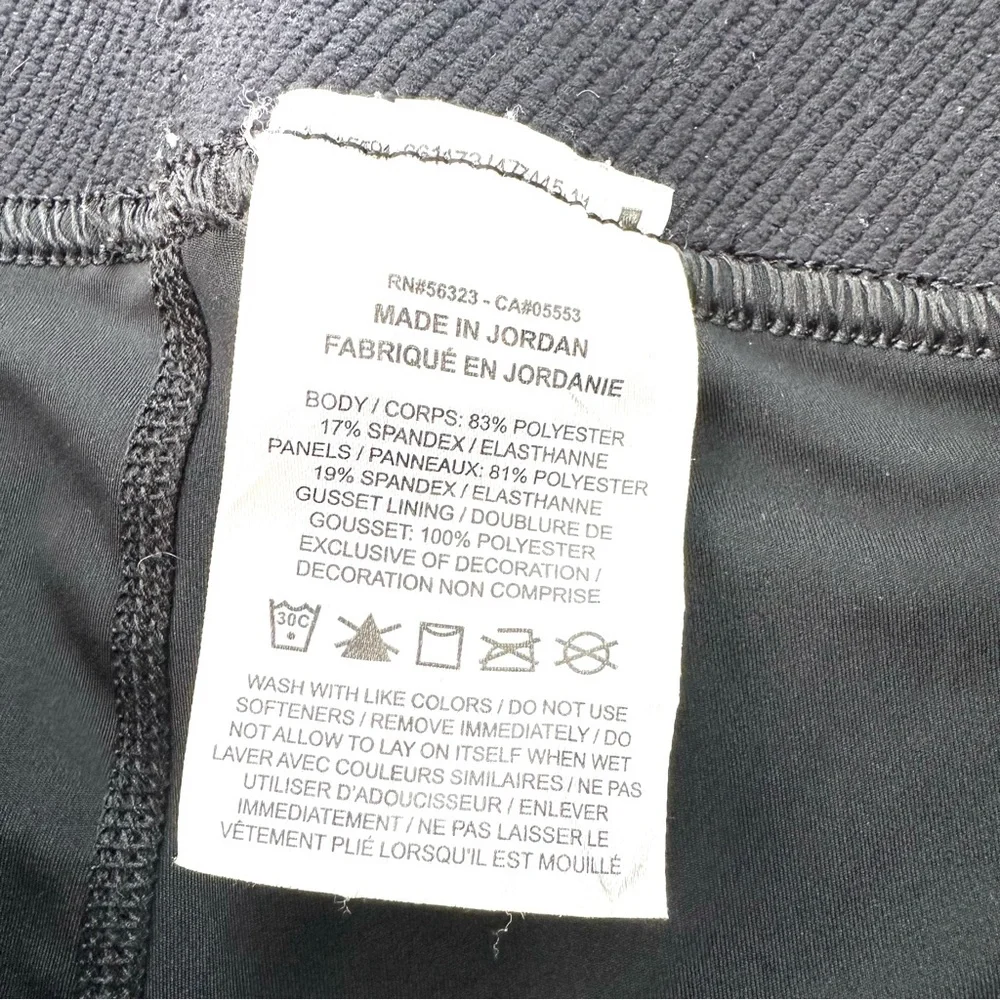 RN#56323 - CA#05553
MADE IN JORDAN
FABRIQUÉ EN JORDANIE
BODY / CORPS: 83% POLYESTER
17% SPANDEX / ELASTHANNE
PANELS / PANNEAUX: 81% POLYESTER
19% SPANDEX / ELASTHANNE
GUSSET LINING / DOUBLURE DE
GOUSSET: 100% POLYESTER
EXCLUSIVE OF DECORATION /
DECORATION NON COMPRISE
30C
WASH WITH LIKE COLORS / DO NOT USE
SOFTENERS / REMOVE IMMEDIATELY / DO
NOT ALLOW TO LAY ON ITSELF WHEN WET
LAVER AVEC COULEURS SIMILAIRES / NE PAS
UTILISER D'ADOUCISSEUR / ENLEVER
IMMEDIATEMENT / NE PAS LAISSER LE
VÊTEMENT PLIÉ LORSQU'IL EST MOUILLÉ